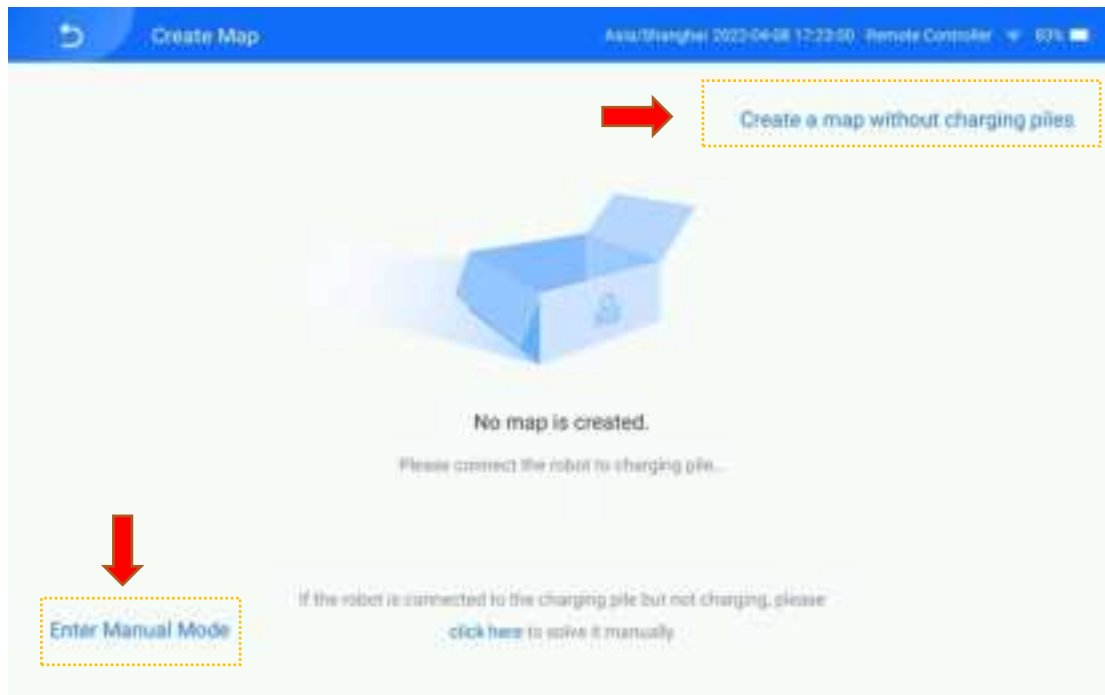 Create Map
Asia/Shanghai 2022-04-08 17:23:00 Remote Controller 83%
Create a map without charging piles
No map is created.
Please connect the robot to charging pile...
If the robot is connected to the charging pile but not charging, please
Enter Manual Mode
click here to solve it manually